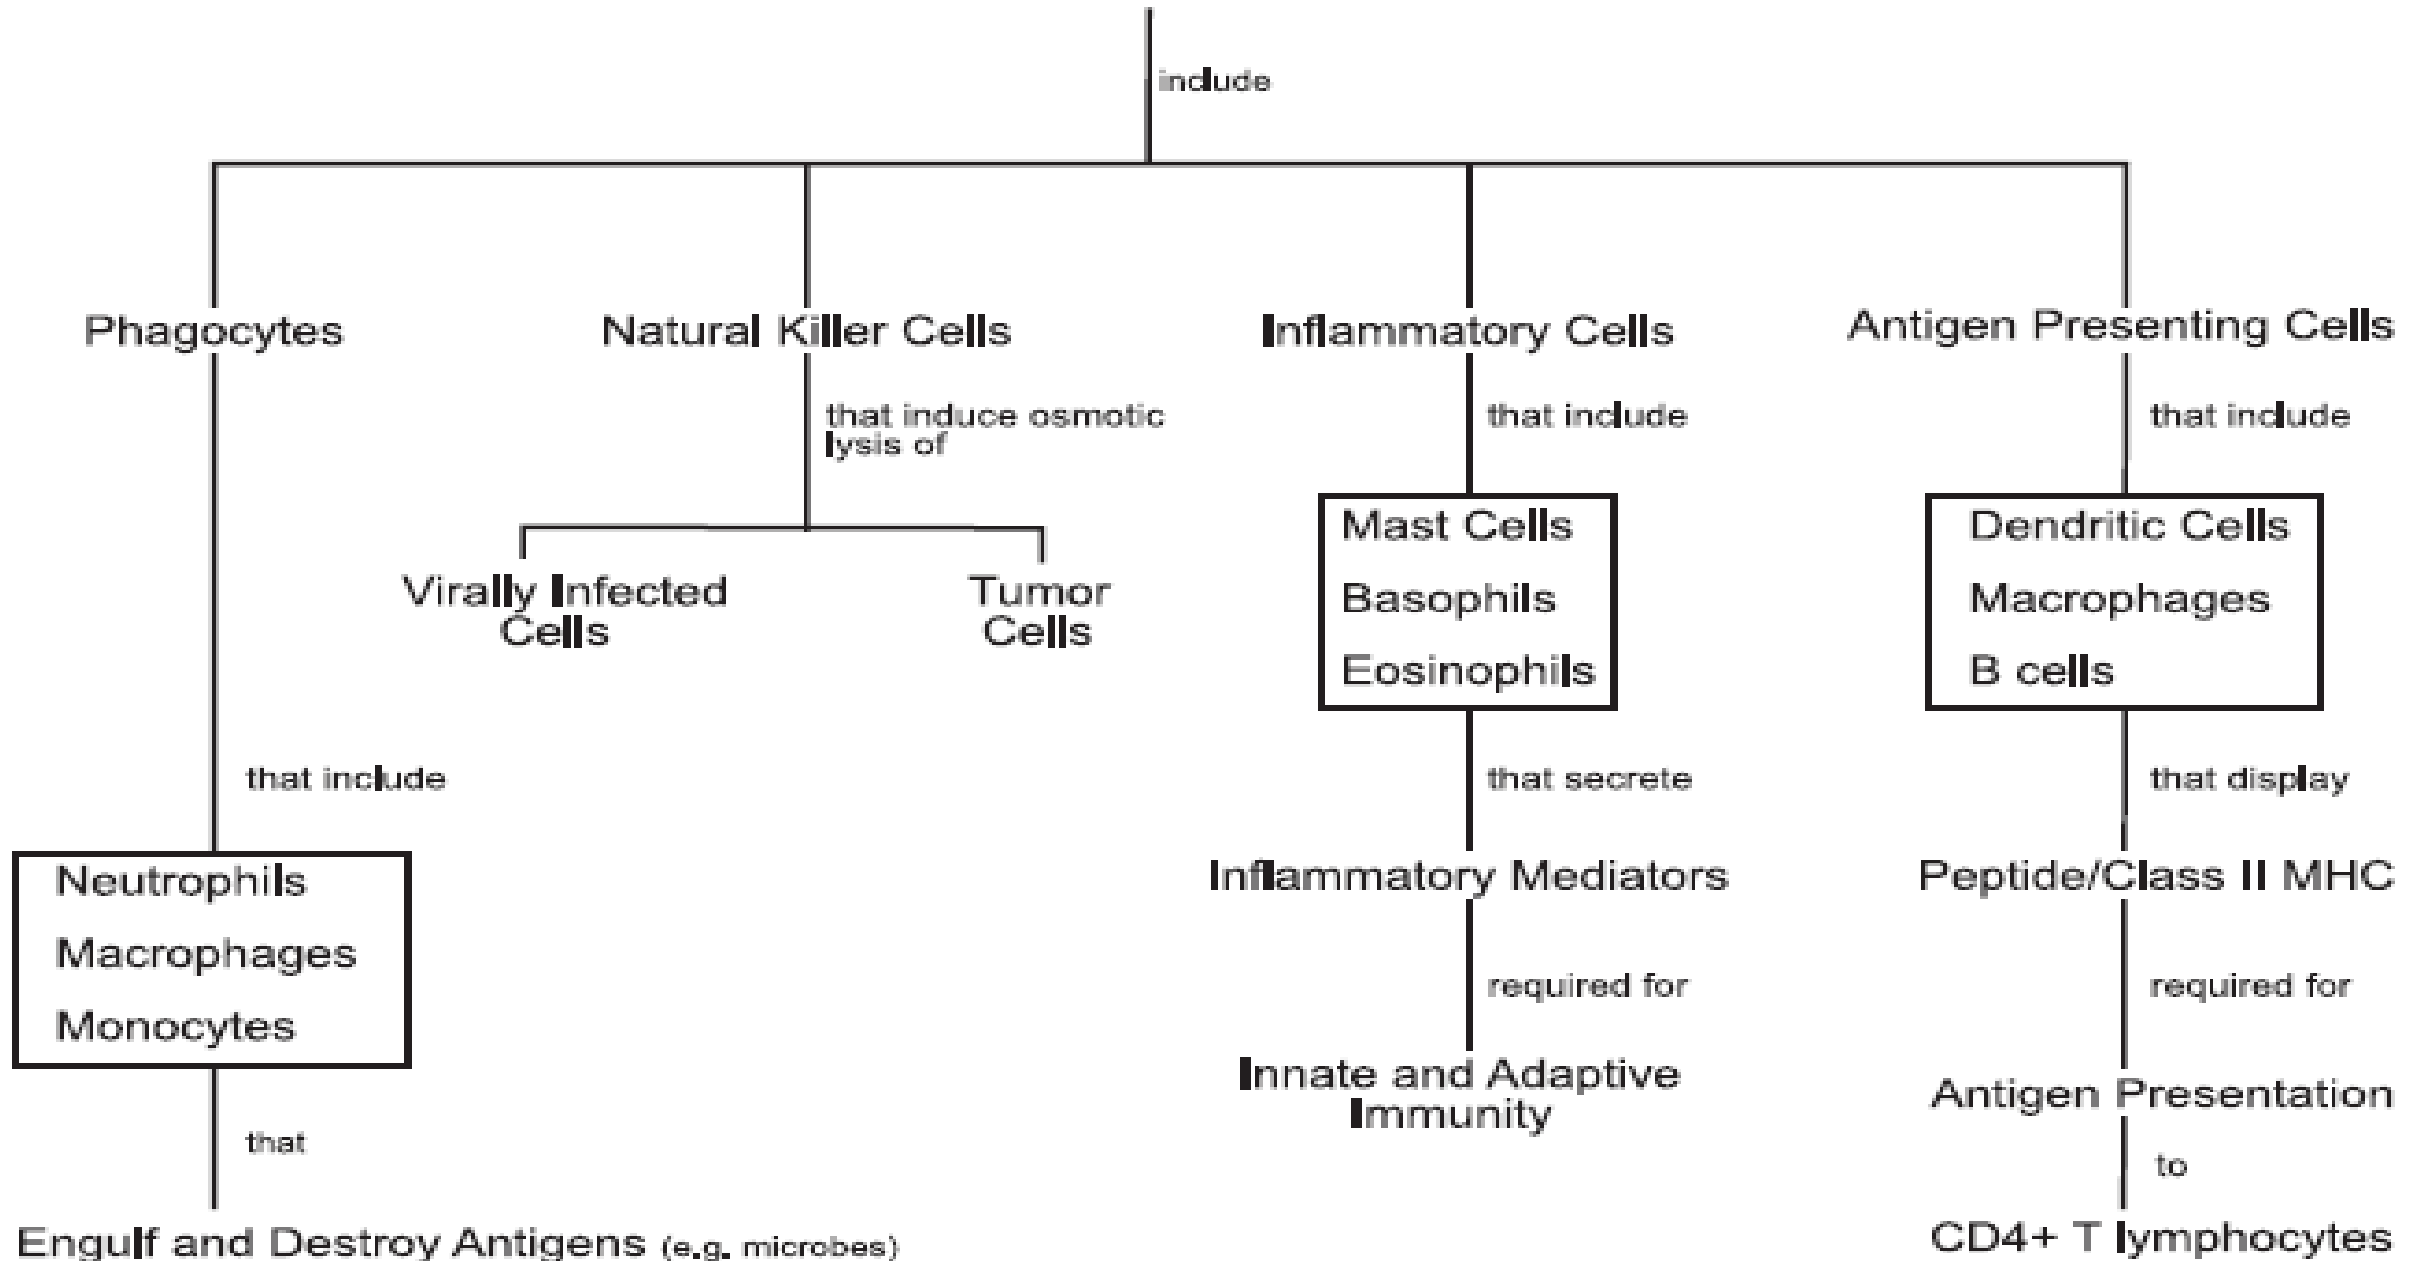 include
Phagocytes
Natural Killer Cells
Inflammatory Cells
Antigen Presenting Cells
that induce osmotic
lysis of
that include
that include
Virally Infected
Cells
Tumor
Cells
Mast Cells
Basophils
Eosinophils
Dendritic Cells
Macrophages
B cells
that include
that secrete
that display
Neutrophils
Macrophages
Monocytes
Inflammatory Mediators
Peptide/Class II MHC
required for
required for
Innate and Adaptive
Immunity
Antigen Presentation
that
to
Engulf and Destroy Antigens (e.g. microbes)
CD4+ T lymphocytes